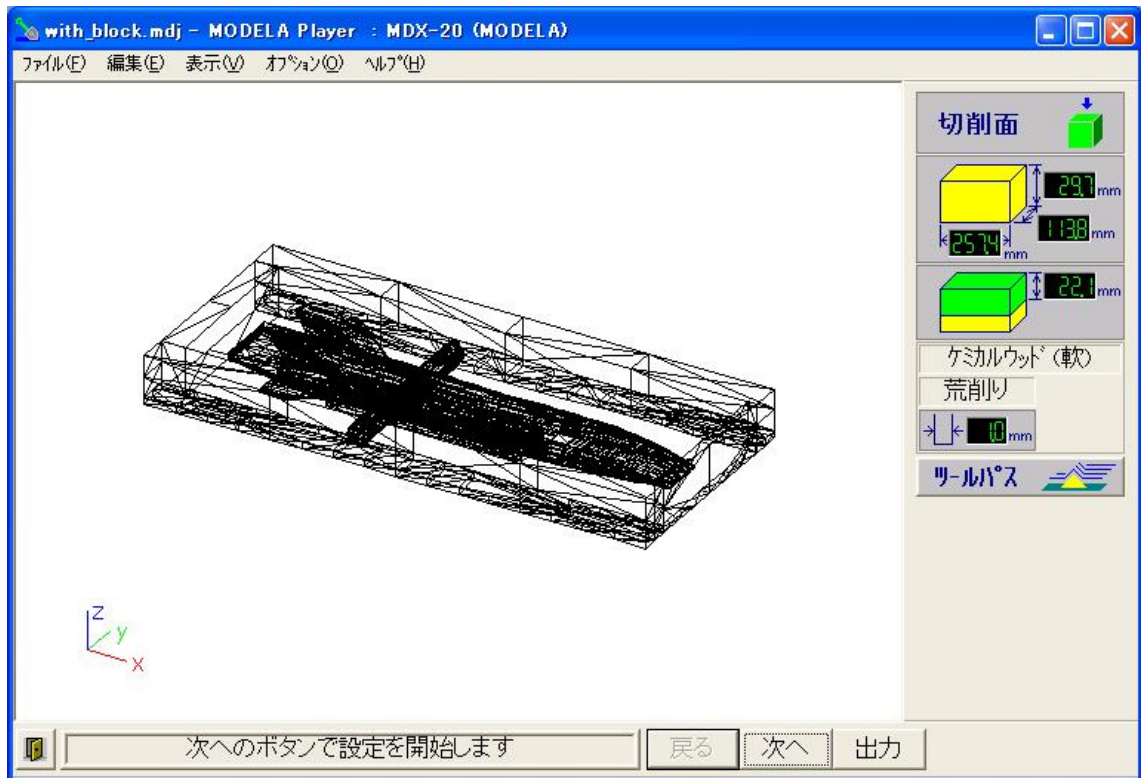 with_block.mdj - MODELA Player : MDX-20 (MODELA)
ファイル(F) 編集(E) 表示(V) オプション(O) ヘルプ(H)
切削面
29.7 mm
113.8 mm
257.4 mm
22.1 mm
ケミカルウッド(軟)
荒削り
1.0 mm
ツールパス
Z
y
X
次へのボタンで設定を開始します 戻る 次へ 出力